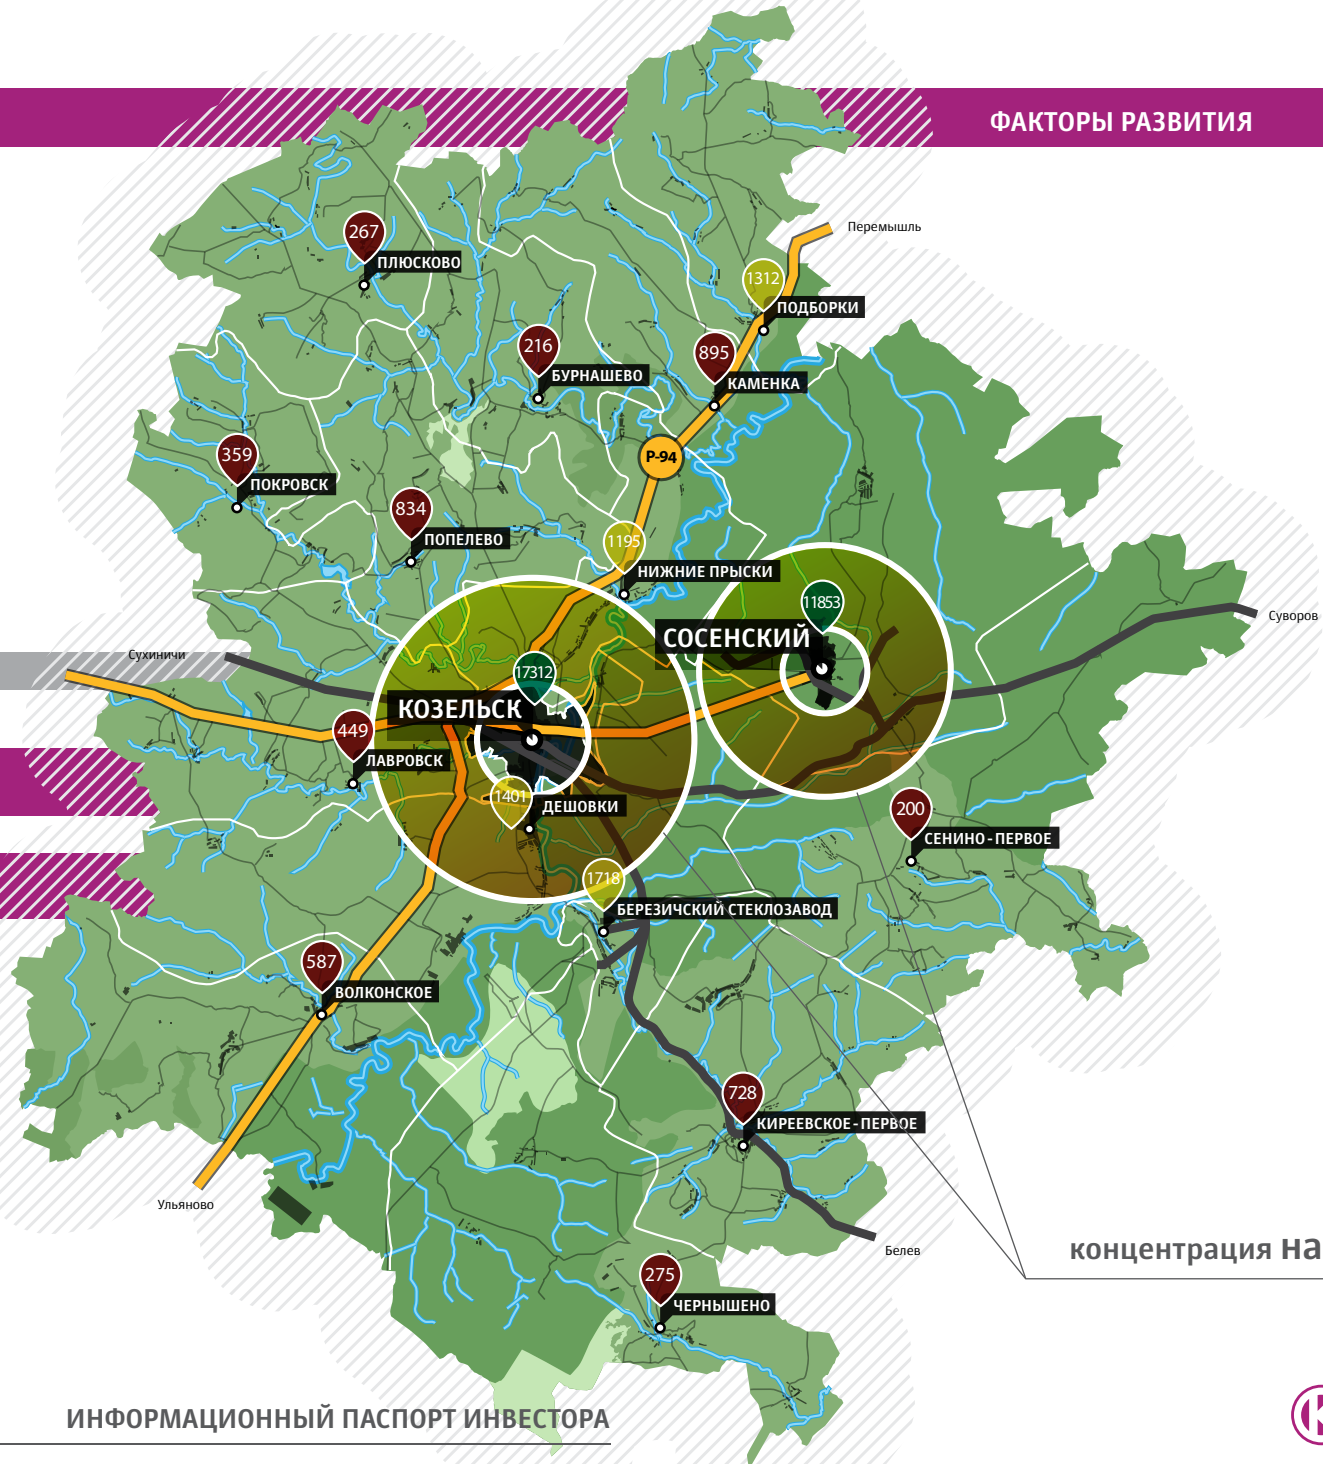 ФАКТОРЫ РАЗВИТИЯ
Перемышль
267
ПЛЮСКОВО
1312
ПОДБОРКИ
216
БУРНАШЕВО
895
КАМЕНКА
Р-94
359
ПОКРОВСК
834
ПОПЕЛЕВО
1195
НИЖНИЕ ПРЫСКИ
11853
СОСЕНСКИЙ
Суворов
Сухиничи
17312
КОЗЕЛЬСК
449
ЛАВРОВСК
1401
ДЕШОВКИ
200
СЕНИНО-ПЕРВОЕ
1718
БЕРЕЗИЧСКИЙ СТЕКЛОЗАВОД
587
ВОЛКОНСКОЕ
728
КИРЕЕВСКОЕ-ПЕРВОЕ
Ульяново
Белев
концентрация на
275
ЧЕРНЫШЕНО
ИНФОРМАЦИОННЫЙ ПАСПОРТ ИНВЕСТОРА